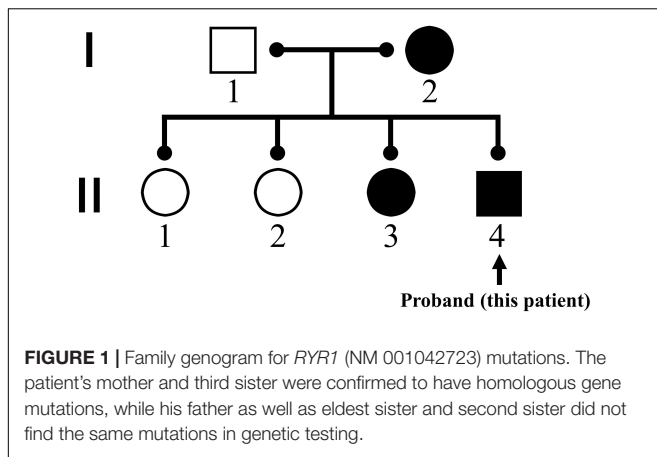 I
1
2
II
1
2
3
4
Proband (this patient)
FIGURE 1 | Family genogram for RYR1 (NM 001042723) mutations. The
patient's mother and third sister were confirmed to have homologous gene
mutations, while his father as well as eldest sister and second sister did not
find the same mutations in genetic testing.